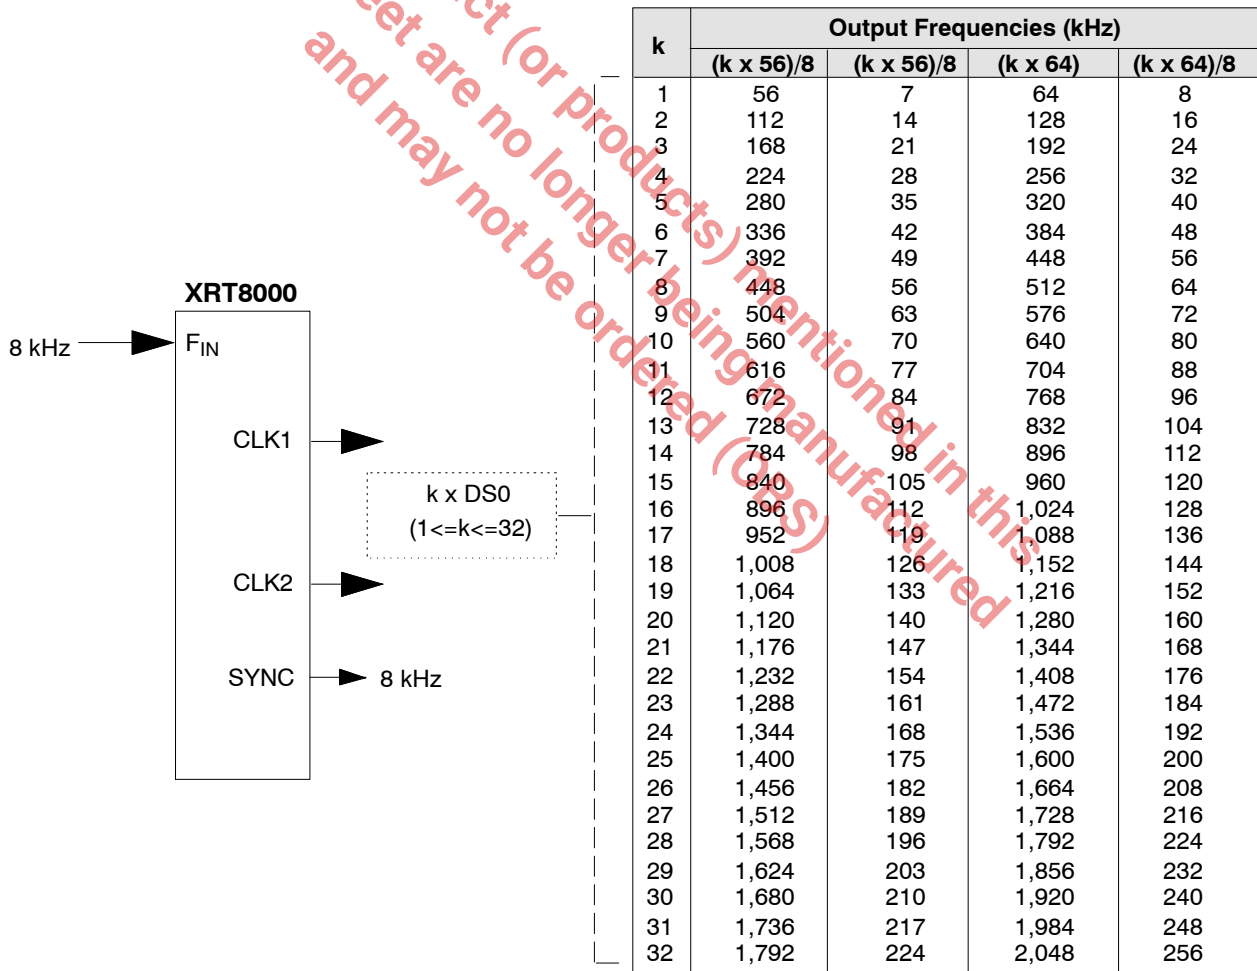 XRT8000
8 kHz
F_IN
CLK1
k x DS0
(1<=k<=32)
CLK2
SYNC
8 kHz
k Output Frequencies (kHz)
(k x 56)/8 (k x 56)/8 (k x 64) (k x 64)/8
1 56 7 64 8
2 112 14 128 16
3 168 21 192 24
4 224 28 256 32
5 280 35 320 40
6 336 42 384 48
7 392 49 448 56
8 448 56 512 64
9 504 63 576 72
10 560 70 640 80
11 616 77 704 88
12 672 84 768 96
13 728 91 832 104
14 784 98 896 112
15 840 105 960 120
16 896 112 1,024 128
17 952 119 1,088 136
18 1,008 126 1,152 144
19 1,064 133 1,216 152
20 1,120 140 1,280 160
21 1,176 147 1,344 168
22 1,232 154 1,408 176
23 1,288 161 1,472 184
24 1,344 168 1,536 192
25 1,400 175 1,600 200
26 1,456 182 1,664 208
27 1,512 189 1,728 216
28 1,568 196 1,792 224
29 1,624 203 1,856 232
30 1,680 210 1,920 240
31 1,736 217 1,984 248
32 1,792 224 2,048 256
(or products) mentioned in this
are no longer being manufactured
and may not be ordered (OBS)